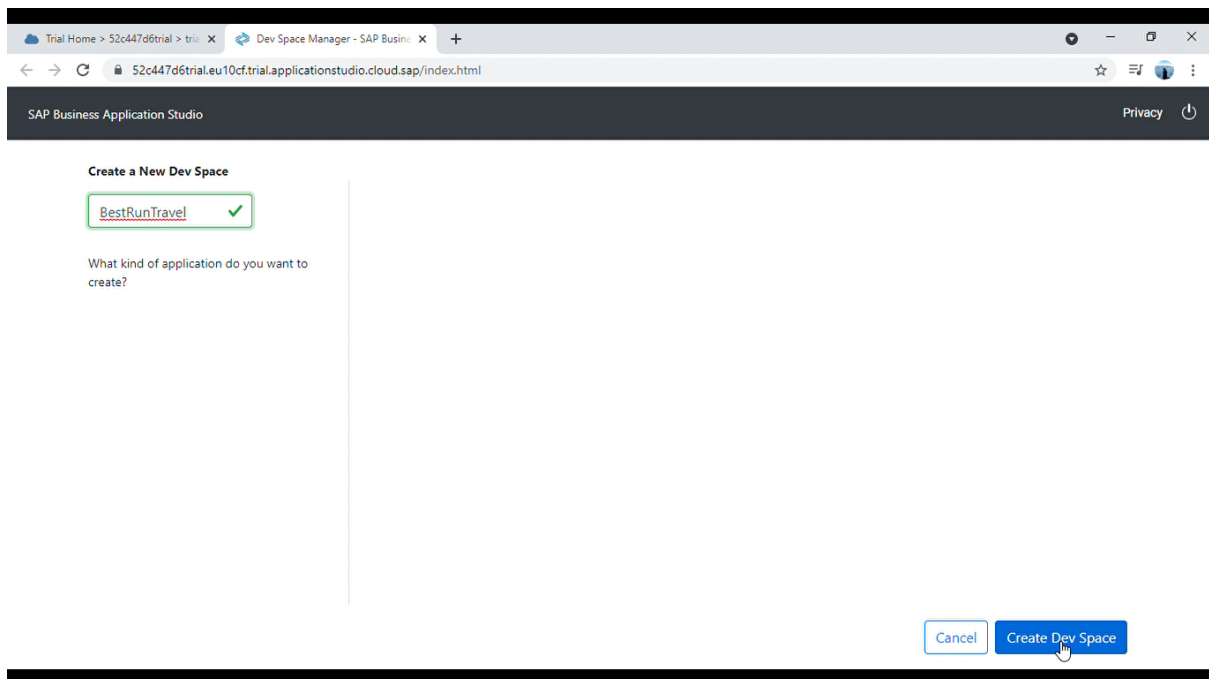 Trial Home > 52c447d6trial > tria
Dev Space Manager - SAP Busine
52c447d6trial.eu10cf.trial.applicationstudio.cloud.sap/index.html
SAP Business Application Studio
Privacy
Create a New Dev Space
BestRunTravel
What kind of application do you want to
create?
Cancel
Create Dev Space